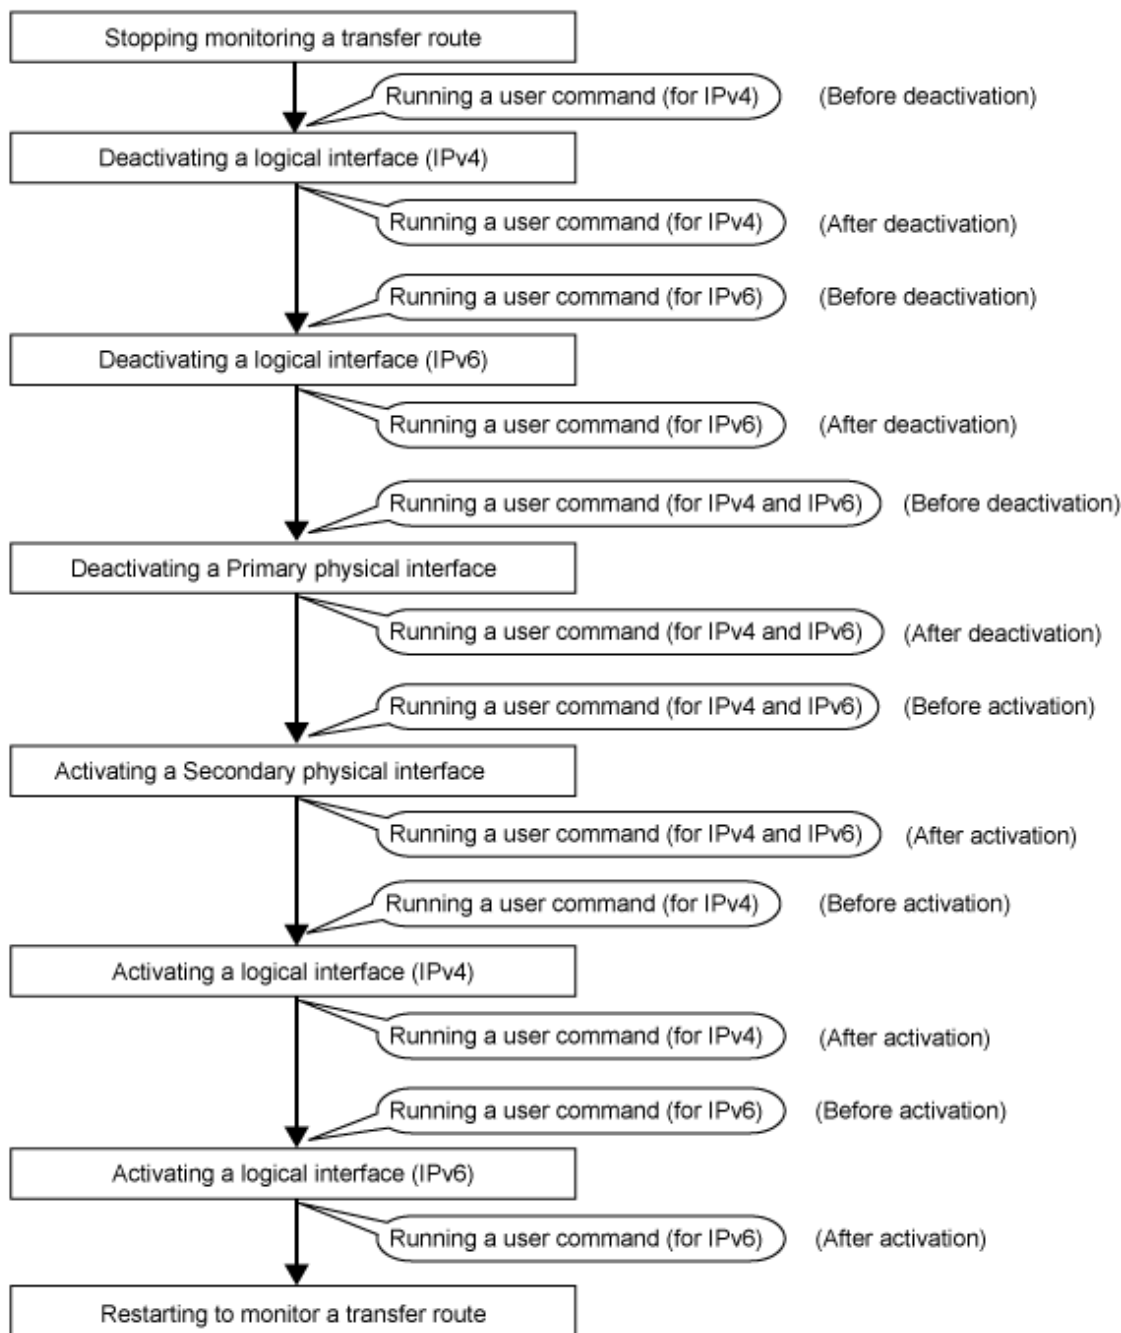 Stopping monitoring a transfer route
Running a user command (for IPv4) (Before deactivation)
Deactivating a logical interface (IPv4)
Running a user command (for IPv4) (After deactivation)
Running a user command (for IPv6) (Before deactivation)
Deactivating a logical interface (IPv6)
Running a user command (for IPv6) (After deactivation)
Running a user command (for IPv4 and IPv6) (Before deactivation)
Deactivating a Primary physical interface
Running a user command (for IPv4 and IPv6) (After deactivation)
Running a user command (for IPv4 and IPv6) (Before activation)
Activating a Secondary physical interface
Running a user command (for IPv4 and IPv6) (After activation)
Running a user command (for IPv4) (Before activation)
Activating a logical interface (IPv4)
Running a user command (for IPv4) (After activation)
Running a user command (for IPv6) (Before activation)
Activating a logical interface (IPv6)
Running a user command (for IPv6) (After activation)
Restarting to monitor a transfer route